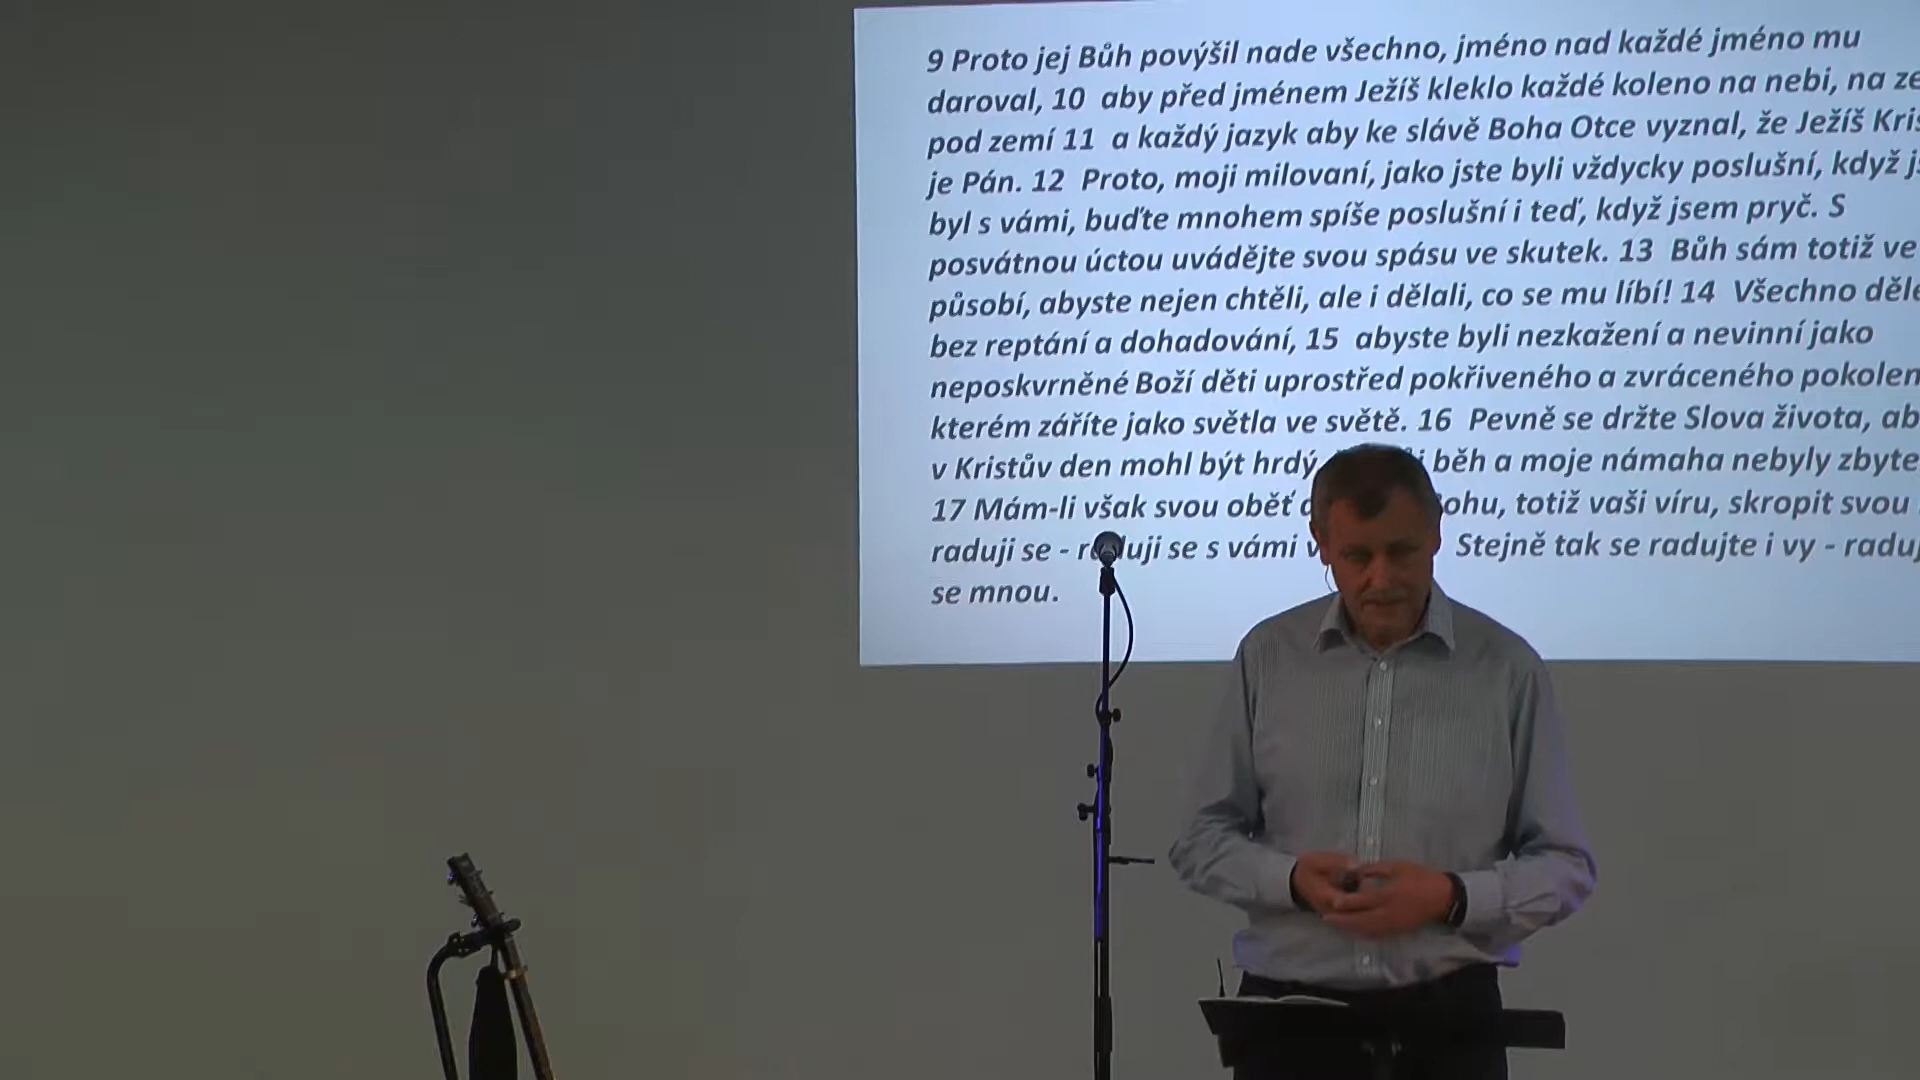 9 Proto jej Bůh povýšil nade všechno, jméno nad každé jméno mu
daroval, 10 aby před jménem Ježíš kleklo každé koleno na nebi, na
pod zemí 11 a každý jazyk aby ke slávě Boha Otce vyznal, že Ježíš
je Pán. 12 Proto, moji milovaní, jako jste byli vždycky poslušní, když
byl s vámi, buďte mnohem spíše poslušní i teď, když jsem pryč. S
posvátnou úctou uvádějte svou spásu ve skutek. 13 Bůh sám totiž ve
působí, abyste nejen chtěli, ale i dělali, co se mu líbí! 14 Všechno
bez reptání a dohadování, 15 abyste byli nezkažení a nevinní jako
neposkvrněné Boží děti uprostřed pokřiveného a zvráceného
kterém záříte jako světla ve světě. 16 Pevně se držte Slova života,
v Kristův den mohl být hrdý, běh a moje námaha nebyly
17 Mám-li však svou oběť totiž vaši víru, skropit svou
raduji se - raduji se s vámi Stejně tak se radujte i vy -
se mnou.